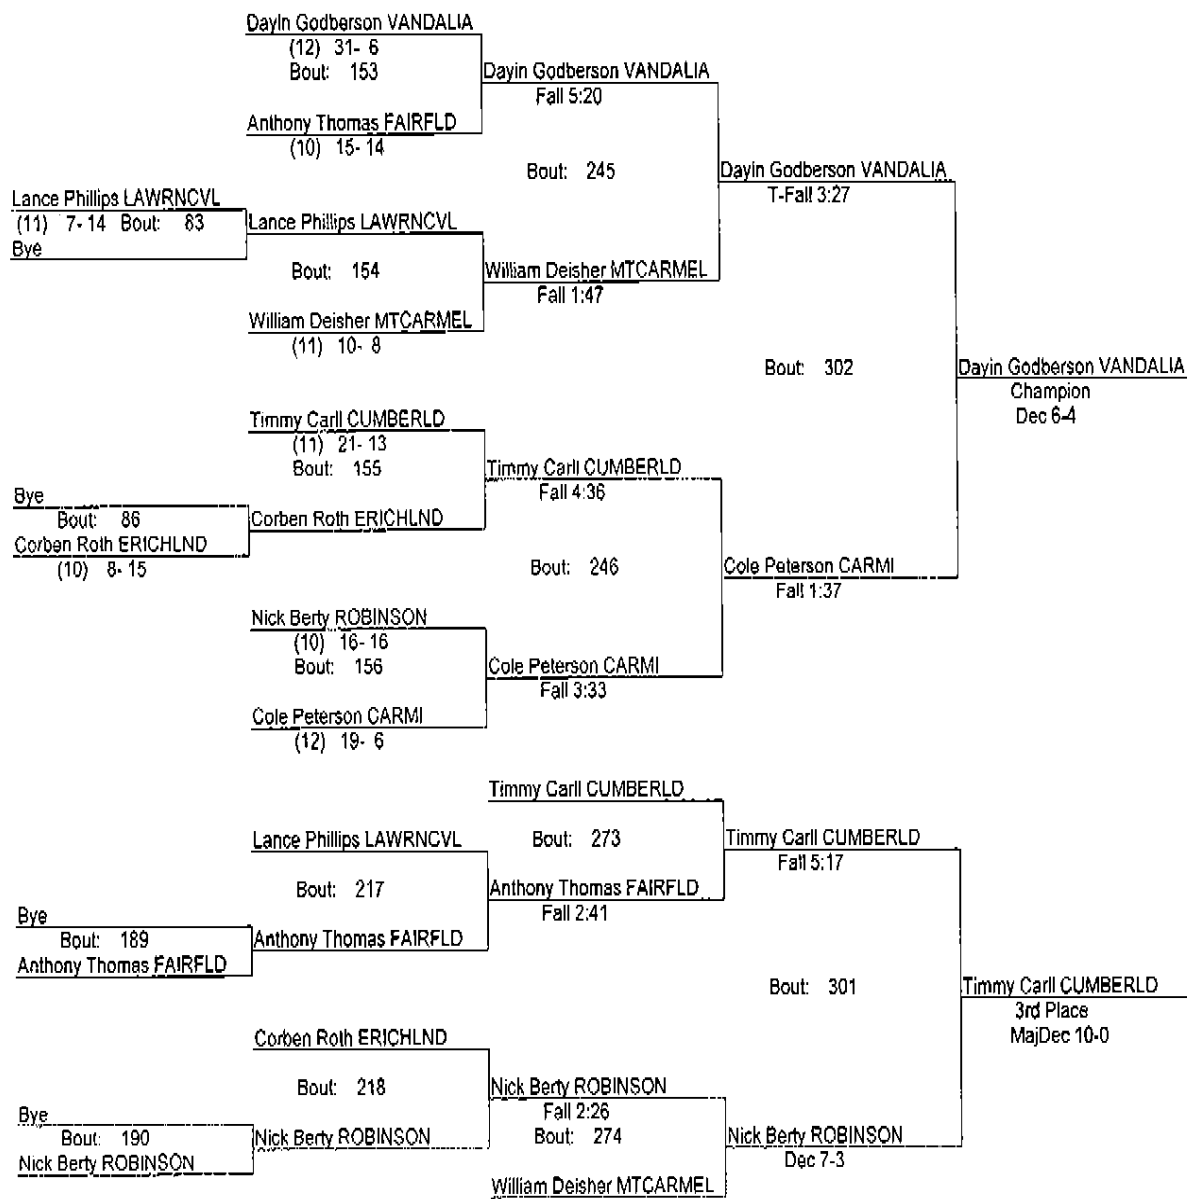 Dayin Godberson VANDALIA
(12) 31- 6
Bout: 153
Dayin Godberson VANDALIA
Fall 5:20
Anthony Thomas FAIRFLD
(10) 15- 14
Bout: 245
Dayin Godberson VANDALIA
T-Fall 3:27
Lance Phillips LAWRNCVL
(11) 7- 14 Bout: 83
Bye
Lance Phillips LAWRNCVL
Bout: 154
William Deisher MTCARMEL
Fall 1:47
William Deisher MTCARMEL
(11) 10- 8
Bout: 302
Dayin Godberson VANDALIA
Champion
Dec 6-4
Timmy Carll CUMBERLD
(11) 21- 13
Bout: 155
Timmy Carll CUMBERLD
Fall 4:36
Bye
Bout: 86
Corben Roth ERICHLND
(10) 8- 15
Corben Roth ERICHLND
Bout: 246
Cole Peterson CARMI
Fall 1:37
Nick Berty ROBINSON
(10) 16- 16
Bout: 156
Cole Peterson CARMI
Fall 3:33
Cole Peterson CARMI
(12) 19- 6
Timmy Carll CUMBERLD
Bout: 273
Timmy Carll CUMBERLD
Fall 5:17
Lance Phillips LAWRNCVL
Bout: 217
Anthony Thomas FAIRFLD
Fall 2:41
Bye
Bout: 189
Anthony Thomas FAIRFLD
Anthony Thomas FAIRFLD
Bout: 301
Timmy Carll CUMBERLD
3rd Place
MajDec 10-0
Corben Roth ERICHLND
Bout: 218
Nick Berty ROBINSON
Fall 2:26
Bout: 274
Bye
Bout: 190
Nick Berty ROBINSON
Nick Berty ROBINSON
Nick Berty ROBINSON
Dec 7-3
William Deisher MTCARMEL